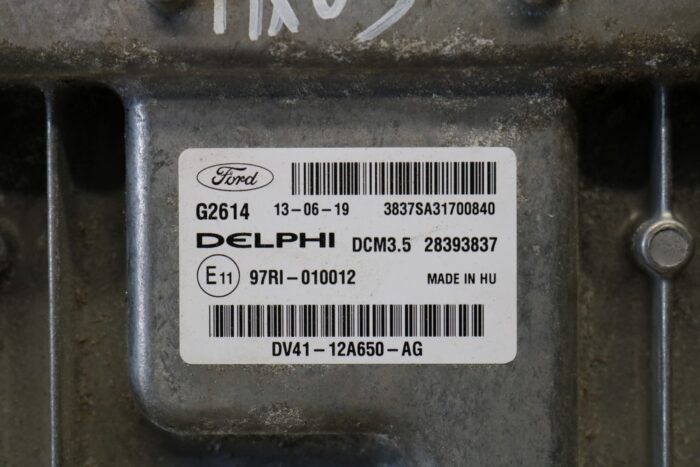 Ford
G2614 13-06-19 3837SA31700840
DELPHI DCM3.5 28393837
E11 97RI-010012 MADE IN HU
DV41-12A650-AG